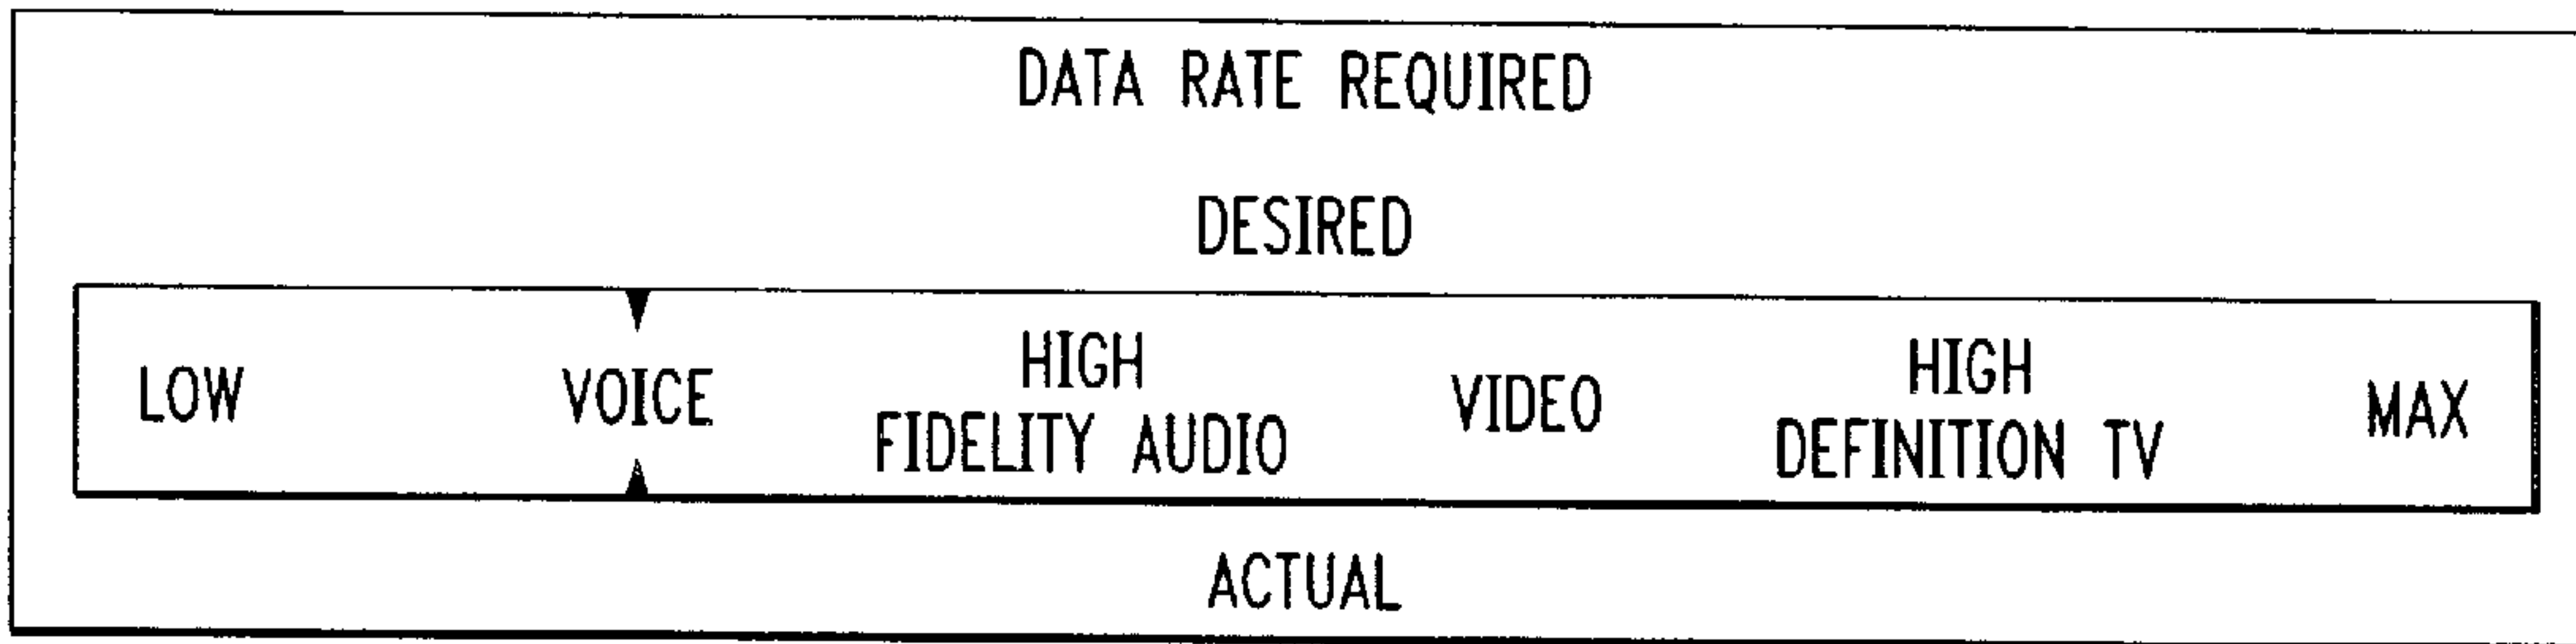 DATA RATE REQUIRED
DESIRED
LOW
VOICE
HIGH
FIDELITY AUDIO
VIDEO
HIGH
DEFINITION TV
MAX
ACTUAL